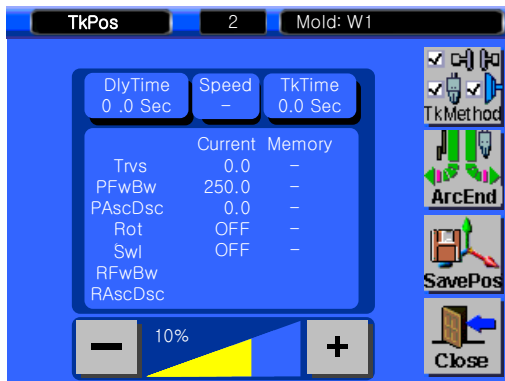 TkPos 2 Mold: W1
DlyTime Speed TkTime
0 .0 Sec – 0.0 Sec
TkMethod
Current Memory
Trvs 0.0 –
PFwBw 250.0 –
PAscDsc 0.0 –
Rot OFF –
Swl OFF –
RFwBw
RAscDsc
ArcEnd
SavePos
10%
Close